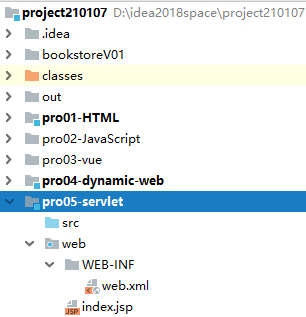 project210107 D:\idea2018space\project210107
.idea
bookstoreV01
classes
out
pro01-HTML
pro02-JavaScript
pro03-vue
pro04-dynamic-web
pro05-servlet
src
web
WEB-INF
web.xml
JSP index.jsp